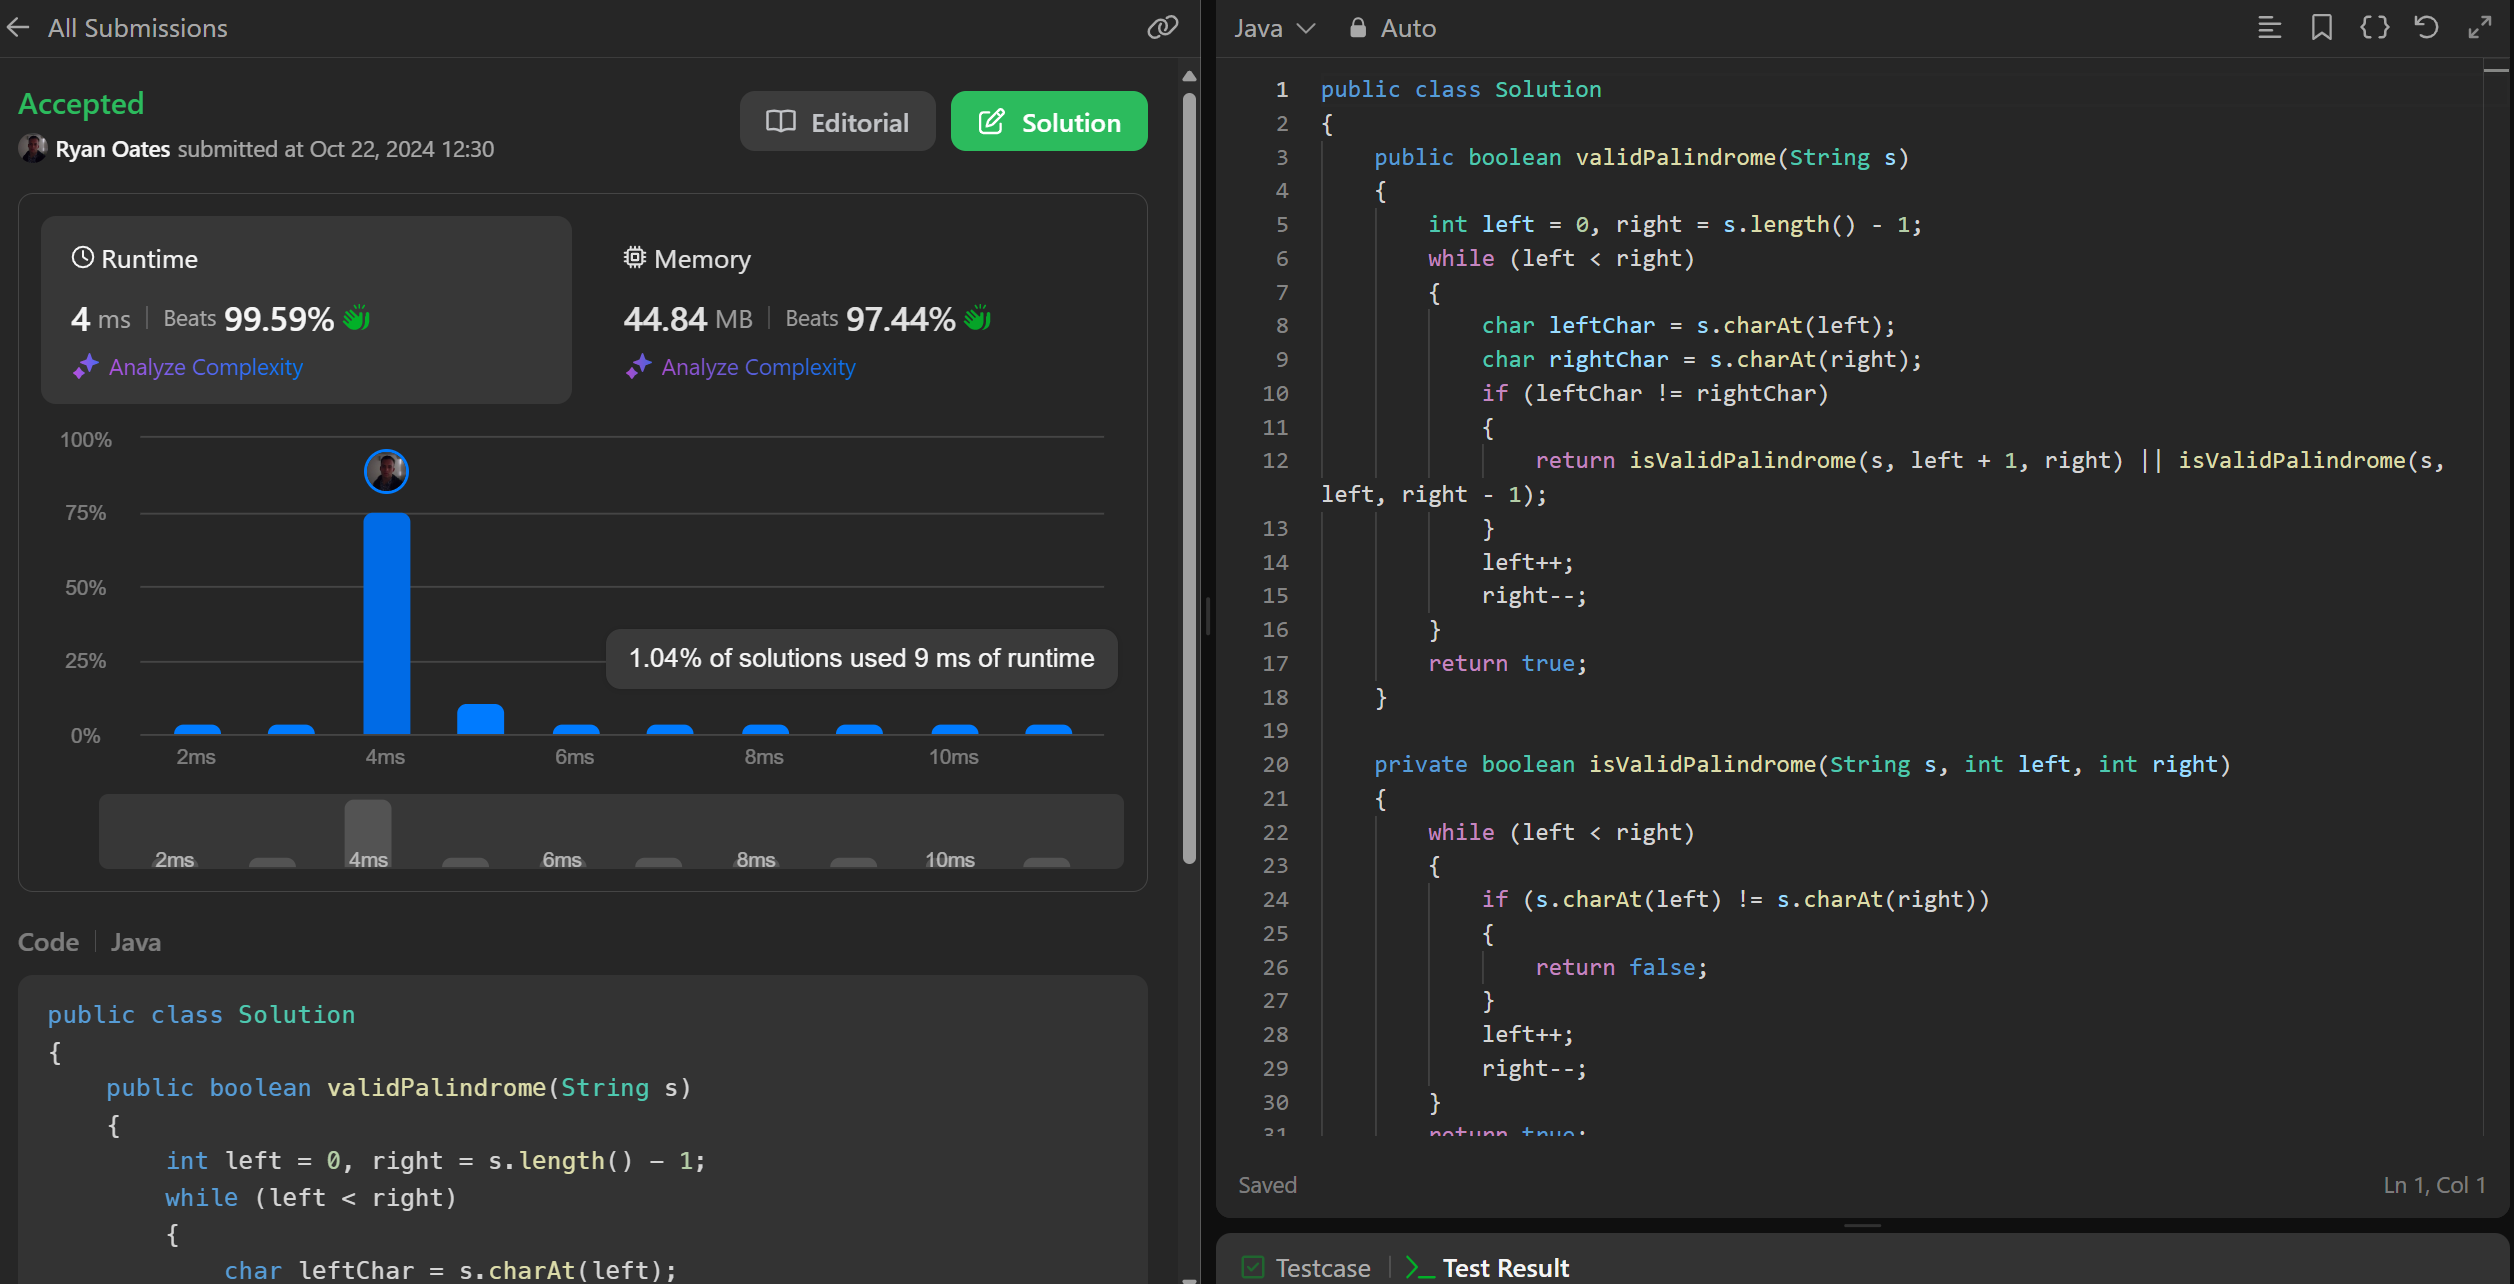 All Submissions
Accepted
Ryan Oates submitted at Oct 22, 2024 12:30
Editorial
Solution
Runtime
4 ms | Beats 99.59%
Analyze Complexity
Memory
44.84 MB | Beats 97.44%
Analyze Complexity
100%
75%
50%
25%
0%
1.04% of solutions used 9 ms of runtime
2ms 4ms 6ms 8ms 10ms
2ms 4ms 6ms 8ms 10ms
Code | Java
public class Solution
{
    public boolean validPalindrome(String s)
    {
        int left = 0, right = s.length() - 1;
        while (left < right)
        {
            char leftChar = s.charAt(left);
Java Auto
1 public class Solution
2 {
3     public boolean validPalindrome(String s)
4     {
5         int left = 0, right = s.length() - 1;
6         while (left < right)
7         {
8             char leftChar = s.charAt(left);
9             char rightChar = s.charAt(right);
10             if (leftChar != rightChar)
11             {
12                 return isValidPalindrome(s, left + 1, right) || isValidPalindrome(s,
left, right - 1);
13             }
14             left++;
15             right--;
16         }
17         return true;
18     }
19
20     private boolean isValidPalindrome(String s, int left, int right)
21     {
22         while (left < right)
23         {
24             if (s.charAt(left) != s.charAt(right))
25             {
26                 return false;
27             }
28             left++;
29             right--;
30         }
31         return true;
Saved
Ln 1, Col 1
Testcase | >_ Test Result